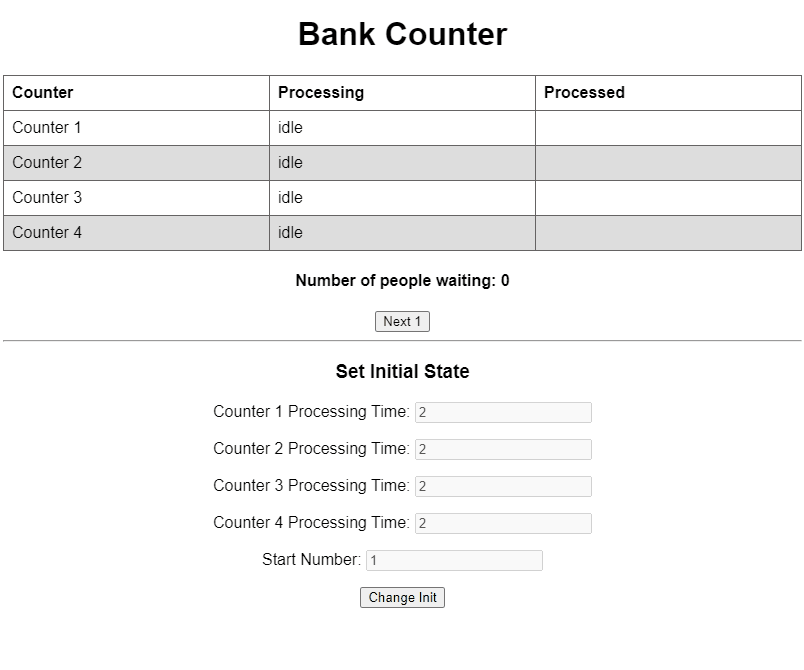 Bank Counter
Counter Processing Processed
Counter 1 idle
Counter 2 idle
Counter 3 idle
Counter 4 idle
Number of people waiting: 0
Next 1
Set Initial State
Counter 1 Processing Time: 2
Counter 2 Processing Time: 2
Counter 3 Processing Time: 2
Counter 4 Processing Time: 2
Start Number: 1
Change Init